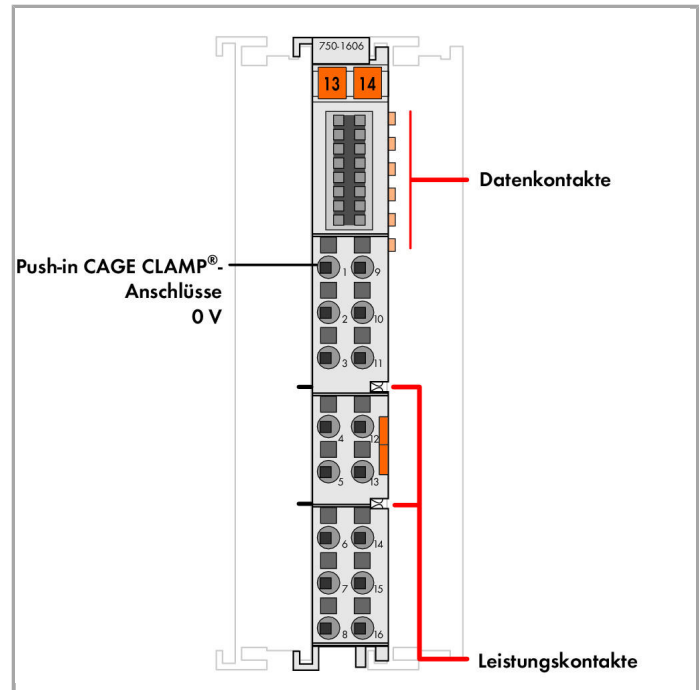 750-1606
13 14
Datenkontakte
Push-in CAGE CLAMP®-
Anschlüsse
0 V
1 9
2 10
3 11
4 12
5 13
6 14
7 15
8 16
Leistungskontakte